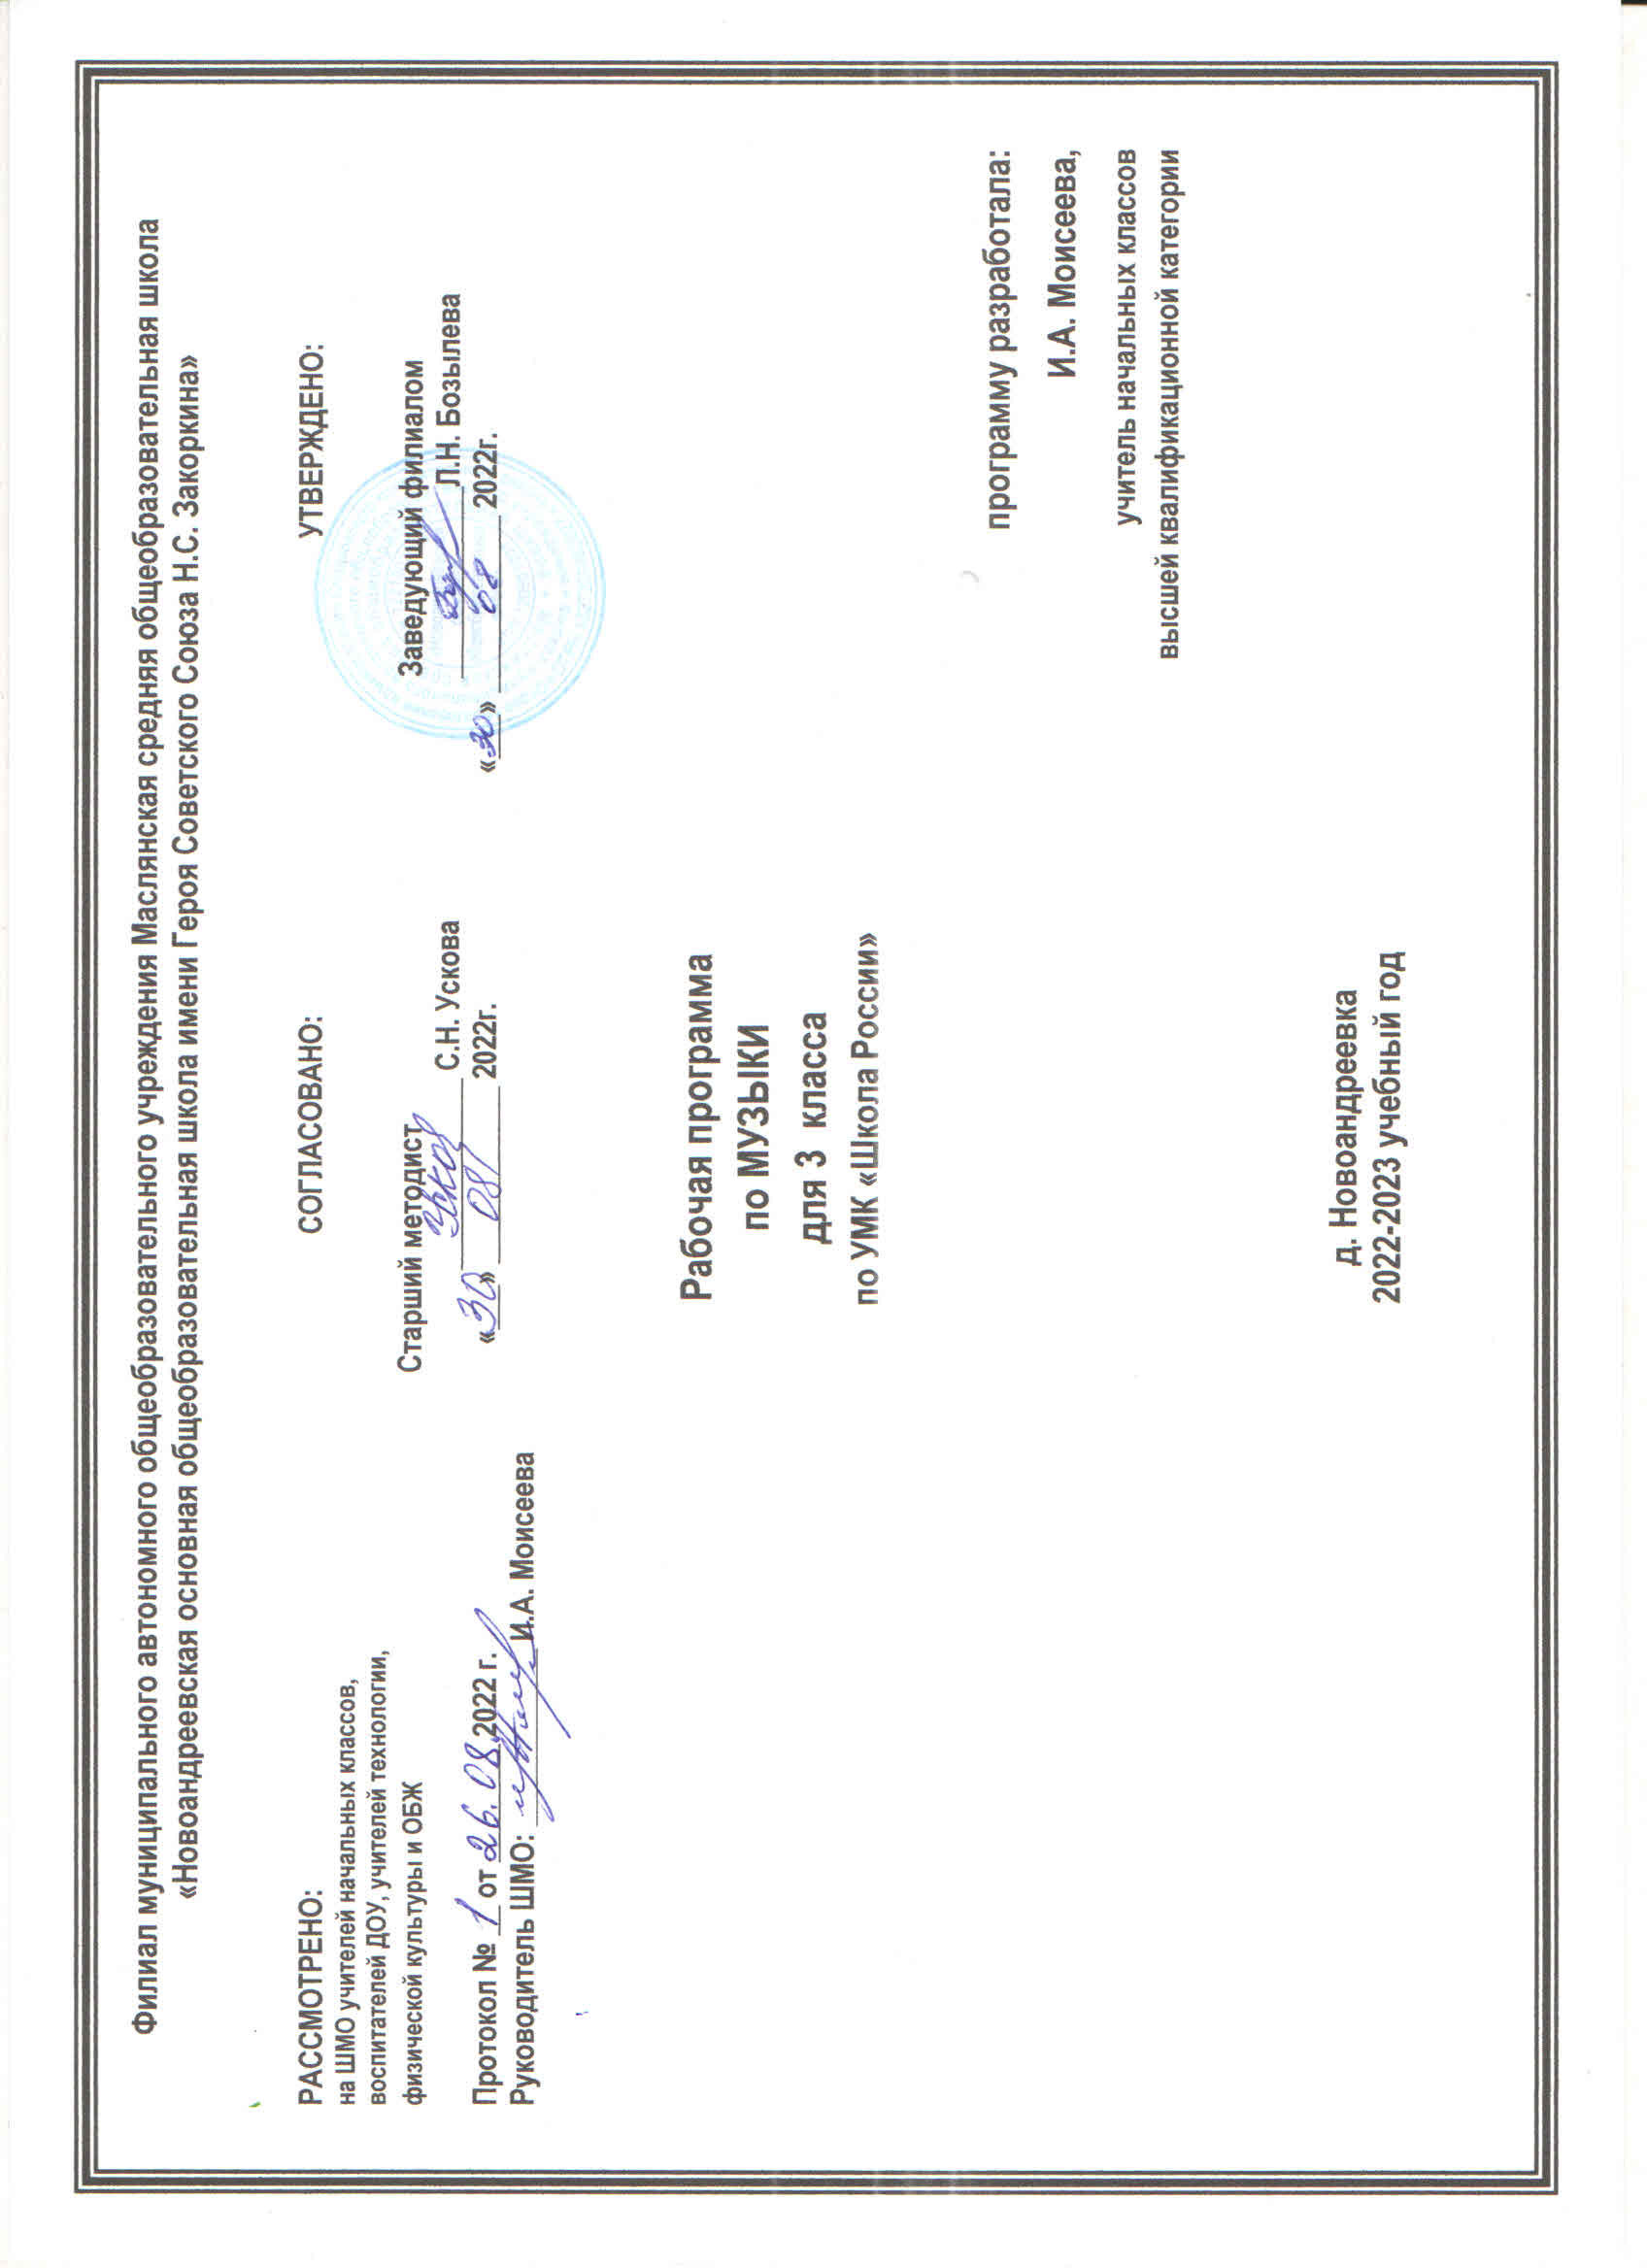 Филиал муниципального автономного общеобразовательного учреждения Маслянская средняя общеобразовательная школа
«Новоандреевская основная общеобразовательная школа имени Героя Советского Союза Н.С. Закоркина»
РАССМОТРЕНО:
на ШМО учителей начальных классов,
воспитателей ДОУ, учителей технологии,
физической культуры и ОБЖ
Протокол № 1 от 26.08.2022 г.
Руководитель ШМО: И.А. Моисеева
СОГЛАСОВАНО:
Старший методист
Ускова С.Н. Ускова
«30» 08 2022г.
УТВЕРЖДЕНО:
Заведующий филиалом
Л.Н. Бозылева
«30» 08 2022г.
Рабочая программа
по МУЗЫКИ
для 3 класса
по УМК «Школа России»
программу разработала:
И.А. Моисеева,
учитель начальных классов
высшей квалификационной категории
д. Новоандреевка
2022-2023 учебный год